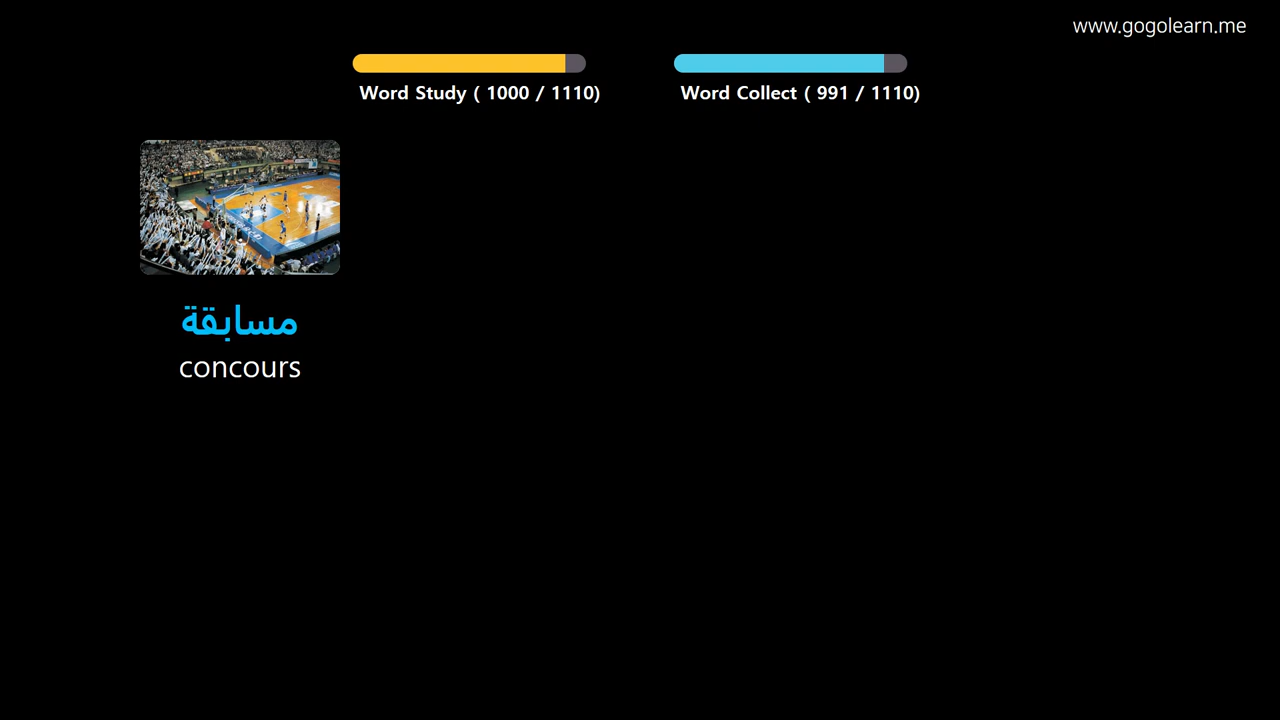 www.gogolearn.me
Word Study ( 1000 / 1110)
Word Collect ( 991 / 1110)
مسابقة
concours